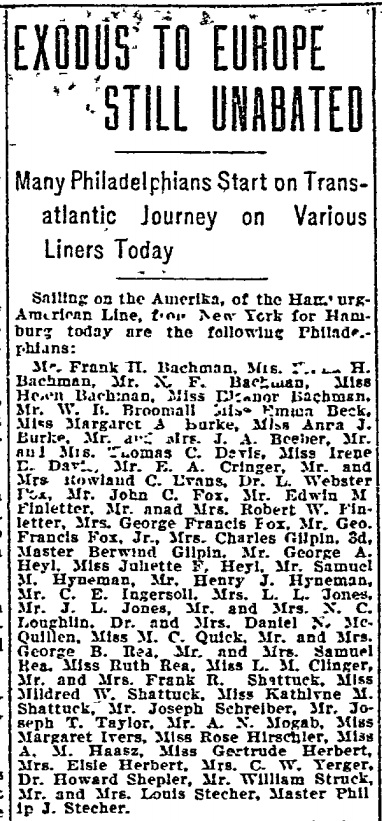 EXODUS TO EUROPE
STILL UNABATED
Many Philadelphians Start on Trans-
atlantic Journey on Various
Liners Today
Sailing on the Amerika, of the Hamburg-
American Line, from New York for Ham-
burg today are the following Philadel-
phians:
Mr. Frank H. Bachman, Mrs. H.
Bachman, Mr. N. F. Bachman, Miss
Helen Bachman, Miss Eleanor Bachman,
Mr. W. B. Broomall Miss Emma Beck,
Miss Margaret A Burke, Miss Anra J.
Burke, Mr. and Mrs. J. A. Beeber, Mr.
and Mrs. Thomas C. Davis, Miss Irene
Mr. E. A. Cringer, Mr. and
Mrs Rowland C. Evans, Dr. L. Webster
Fox, Mr. John C. Fox, Mr. Edwin M
Finletter, Mr. anad Mrs. Robert W. Fin-
letter, Mrs. George Francis Fox, Mr. Geo.
Francis Fox, Jr., Mrs. Charles Gilpin, 3d,
Master Berwind Gilpin, Mr. George A.
Heyl, Miss Juliette F. Heyl, Mr. Samuel
M. Hyneman, Mr. Henry J. Hyneman,
Mr. C. E. Ingersoll, Mrs. L. L. Jones,
Mr. J. L. Jones, Mr. and Mrs. N. C.
Loughlin, Dr. and Mrs. Daniel N. Mc-
Quillen, Miss M. C. Quick, Mr. and Mrs.
George B. Rea, Mr. and Mrs. Samuel
Rea, Miss Ruth Rea, Miss L. M. Clinger,
Mr. and Mrs. Frank R. Shattuck, Miss
Mildred W. Shattuck, Miss Kathlyne M.
Shattuck, Mr. Joseph Schreiber, Mr. Jo-
seph T. Taylor, Mr. A. N. Mogab, Miss
Margaret Ivers, Miss Rose Hirschler, Miss
A. M. Haasz, Miss Gertrude Herbert,
Mrs. Elsie Herbert, Mrs. C. W. Yerger,
Dr. Howard Shepler, Mr. William Struck,
Mr. and Mrs. Louis Stecher, Master Phil
ip J. Stecher.